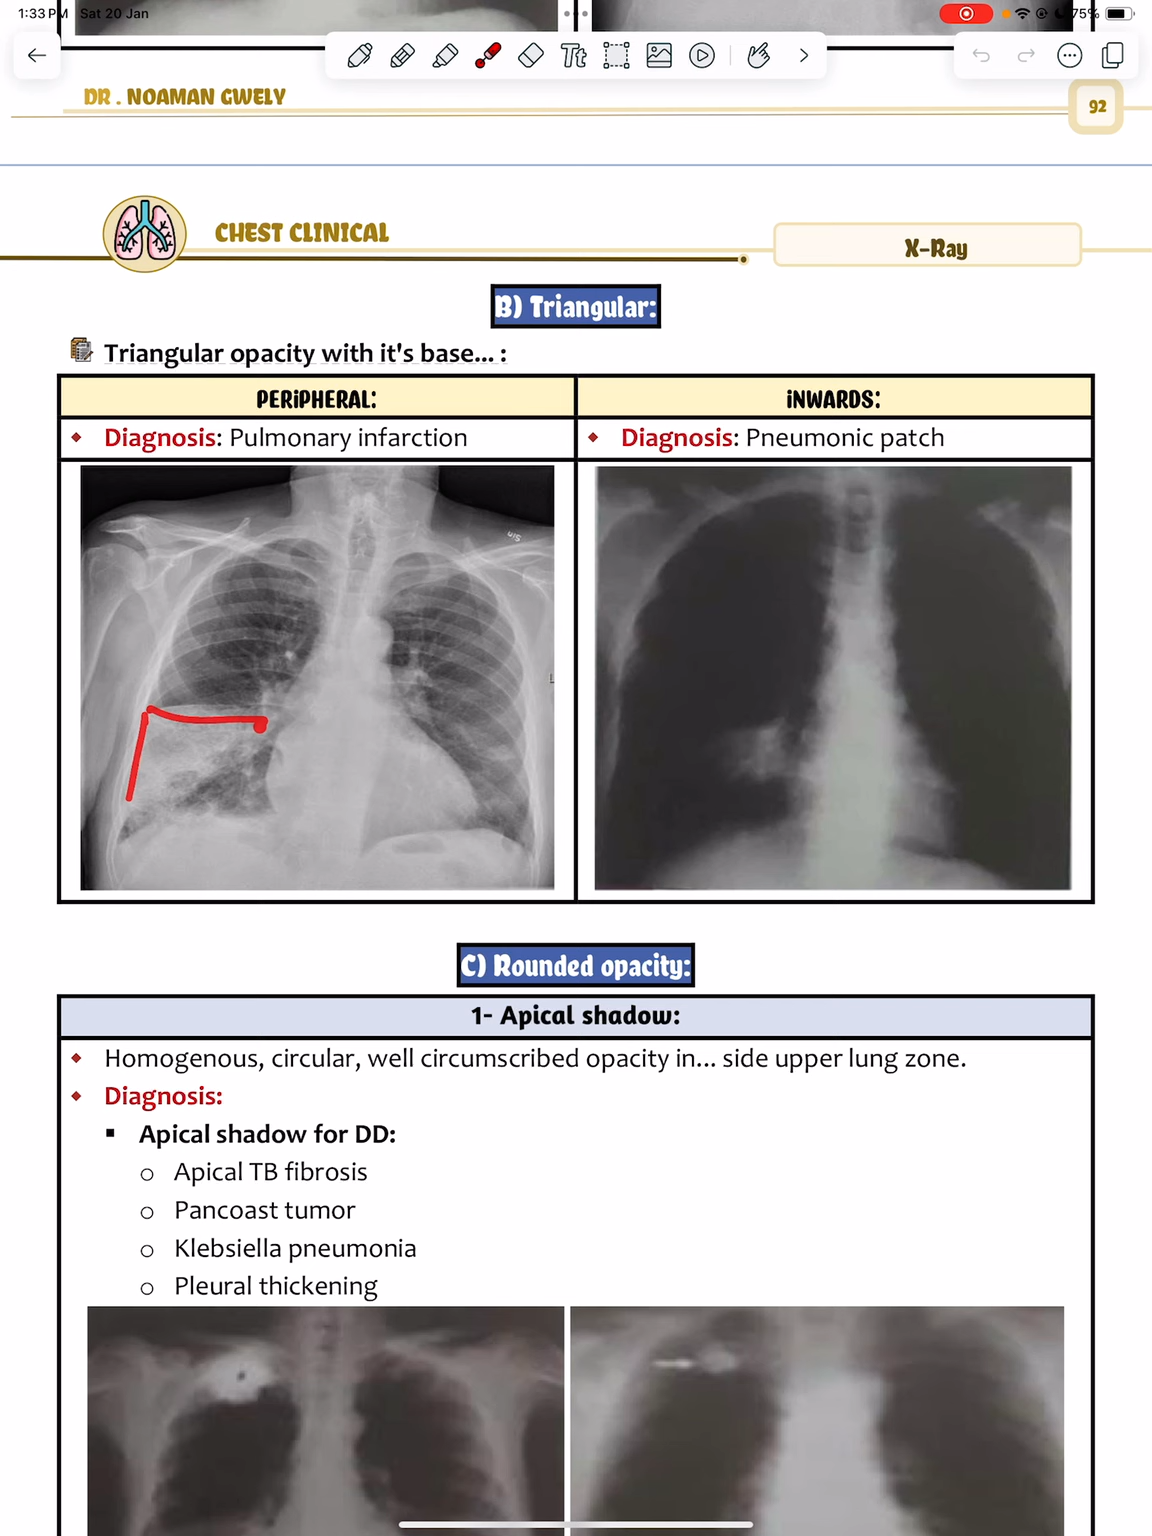 1:33 PM Sat 20 Jan
75%
Tt
DR . NOAMAN GWELY
92
CHEST CLINICAL
X-Ray
B) Triangular:
Triangular opacity with it's base... :
PERIPHERAL:
INWARDS:
Diagnosis: Pulmonary infarction
Diagnosis: Pneumonic patch
C) Rounded opacity:
1- Apical shadow:
Homogenous, circular, well circumscribed opacity in... side upper lung zone.
Diagnosis:
Apical shadow for DD:
Apical TB fibrosis
Pancoast tumor
Klebsiella pneumonia
Pleural thickening